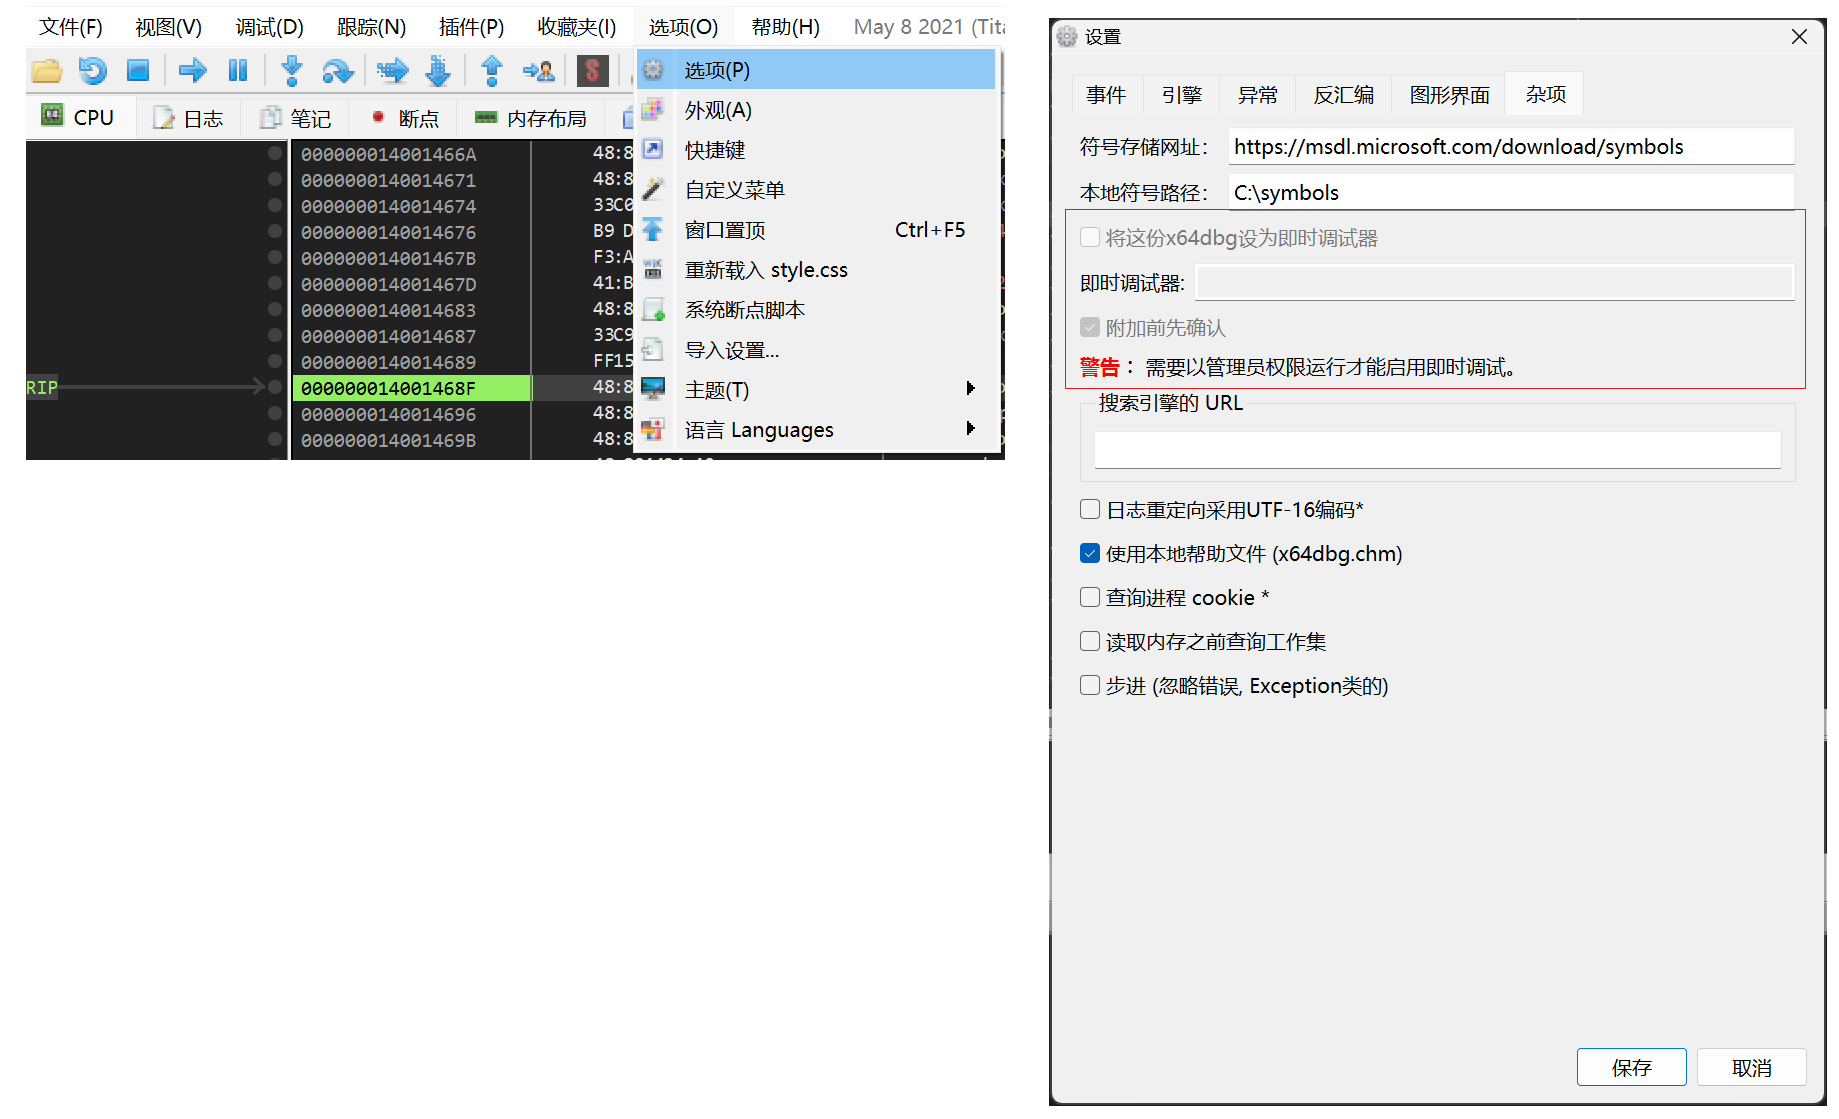 文件(F) 视图(V) 调试(D) 跟踪(N) 插件(P) 收藏夹(I) 选项(O) 帮助(H) May 8 2021 (Tita
CPU 日志 笔记 断点 内存布局
000000014001466A 48:8
0000000140014671 48:8
0000000140014674 33C0
0000000140014676 B9 D
000000014001467B F3:A
000000014001467D 41:B
0000000140014683 48:8
0000000140014687 33C9
0000000140014689 FF15
RIP 000000014001468F 48:8
0000000140014696 48:8
000000014001469B 48:8
选项(P)
外观(A)
快捷键
自定义菜单
窗口置顶 Ctrl+F5
重新载入 style.css
系统断点脚本
导入设置...
主题(T)
语言 Languages
设置
事件 引擎 异常 反汇编 图形界面 杂项
符号存储网址： https://msdl.microsoft.com/download/symbols
本地符号路径： C:\symbols
将这份x64dbg设为即时调试器
即时调试器:
附加前先确认
警告： 需要以管理员权限运行才能启用即时调试。
搜索引擎的 URL
日志重定向采用UTF-16编码*
使用本地帮助文件 (x64dbg.chm)
查询进程 cookie *
读取内存之前查询工作集
步进 (忽略错误, Exception类的)
保存 取消